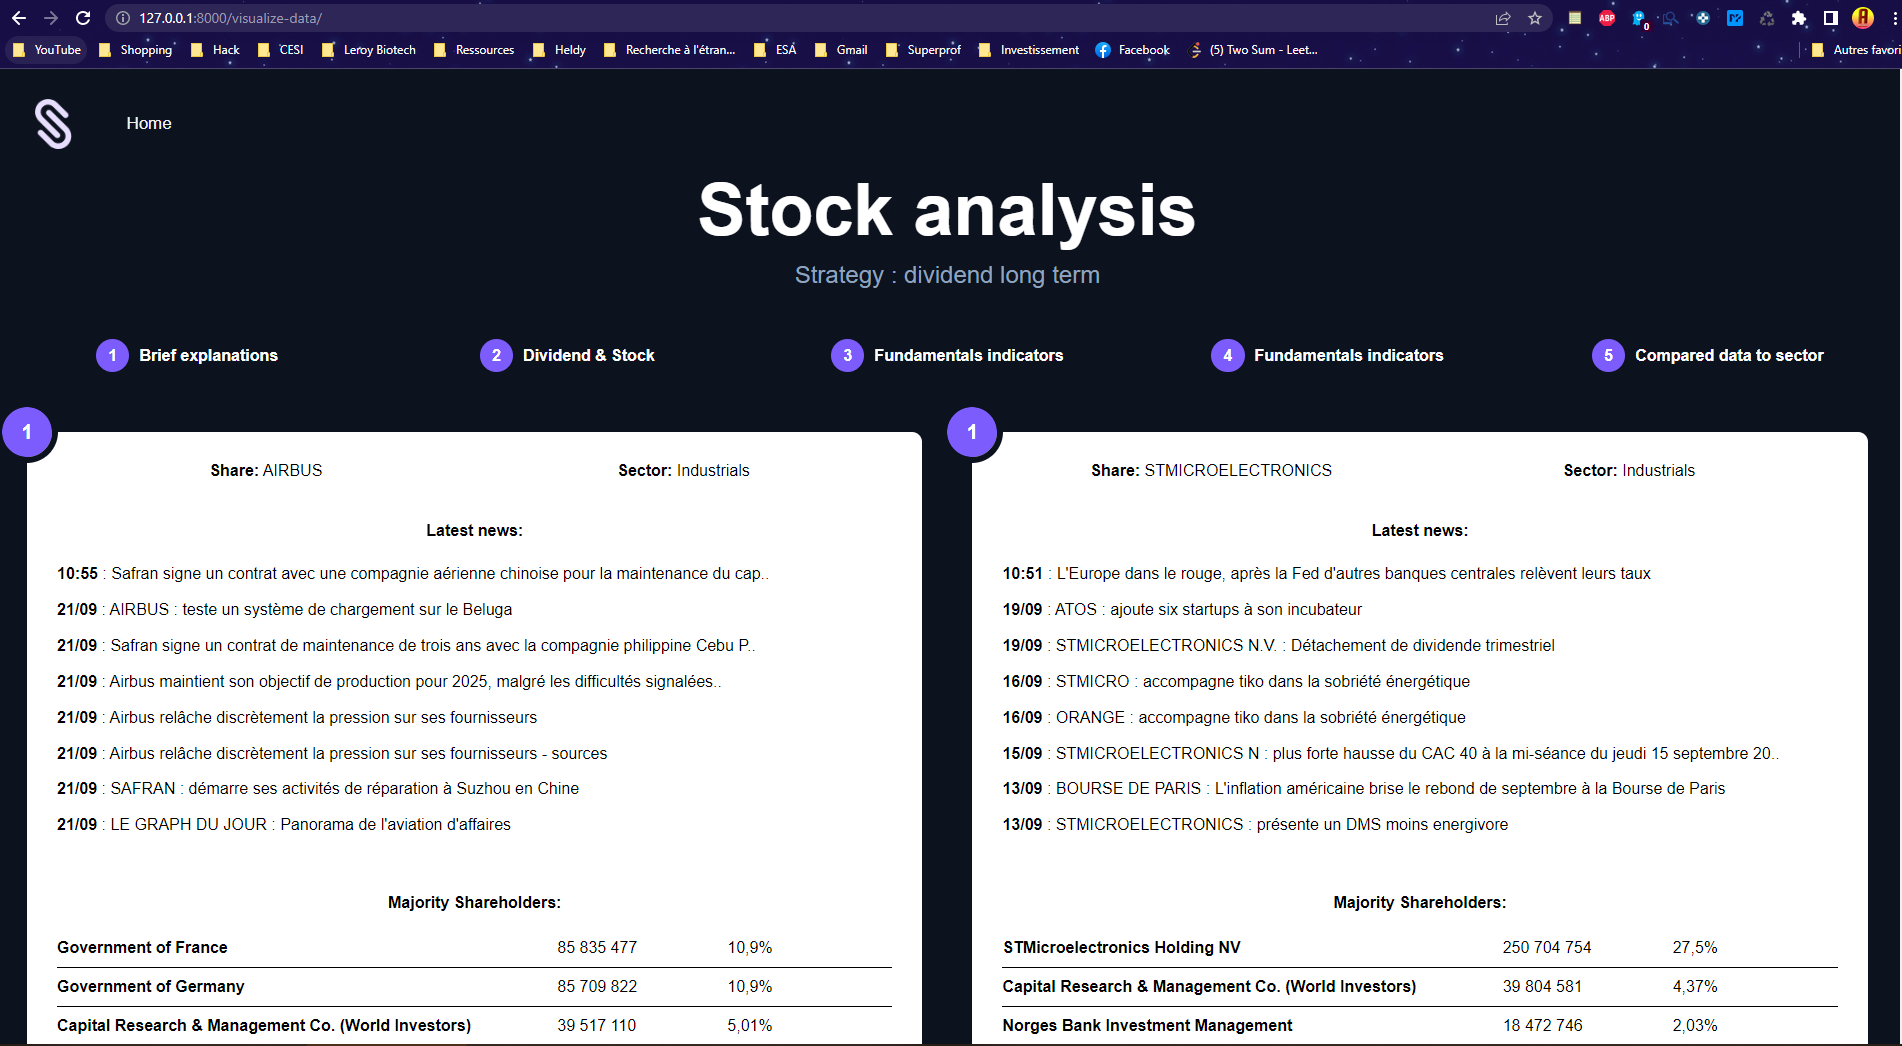 127.0.0.1:8000/visualize-data/
ABP
0
YouTube Shopping Hack CESI Leroy Biotech Ressources Heldy Recherche à l'étran... ESA Gmail Superprof Investissement Facebook (5) Two Sum - Leet... Autres favori
Home
Stock analysis
Strategy : dividend long term
1 Brief explanations 2 Dividend & Stock 3 Fundamentals indicators 4 Fundamentals indicators 5 Compared data to sector
1
Share: AIRBUS Sector: Industrials
Latest news:
10:55 : Safran signe un contrat avec une compagnie aérienne chinoise pour la maintenance du cap..
21/09 : AIRBUS : teste un système de chargement sur le Beluga
21/09 : Safran signe un contrat de maintenance de trois ans avec la compagnie philippine Cebu P..
21/09 : Airbus maintient son objectif de production pour 2025, malgré les difficultés signalées..
21/09 : Airbus relâche discrètement la pression sur ses fournisseurs
21/09 : Airbus relâche discrètement la pression sur ses fournisseurs - sources
21/09 : SAFRAN : démarre ses activités de réparation à Suzhou en Chine
21/09 : LE GRAPH DU JOUR : Panorama de l'aviation d'affaires
Majority Shareholders:
Government of France 85 835 477 10,9%
Government of Germany 85 709 822 10,9%
Capital Research & Management Co. (World Investors) 39 517 110 5,01%
1
Share: STMICROELECTRONICS Sector: Industrials
Latest news:
10:51 : L'Europe dans le rouge, après la Fed d'autres banques centrales relèvent leurs taux
19/09 : ATOS : ajoute six startups à son incubateur
19/09 : STMICROELECTRONICS N.V. : Détachement de dividende trimestriel
16/09 : STMICRO : accompagne tiko dans la sobriété énergétique
16/09 : ORANGE : accompagne tiko dans la sobriété énergétique
15/09 : STMICROELECTRONICS N : plus forte hausse du CAC 40 à la mi-séance du jeudi 15 septembre 20..
13/09 : BOURSE DE PARIS : L'inflation américaine brise le rebond de septembre à la Bourse de Paris
13/09 : STMICROELECTRONICS : présente un DMS moins energivore
Majority Shareholders:
STMicroelectronics Holding NV 250 704 754 27,5%
Capital Research & Management Co. (World Investors) 39 804 581 4,37%
Norges Bank Investment Management 18 472 746 2,03%